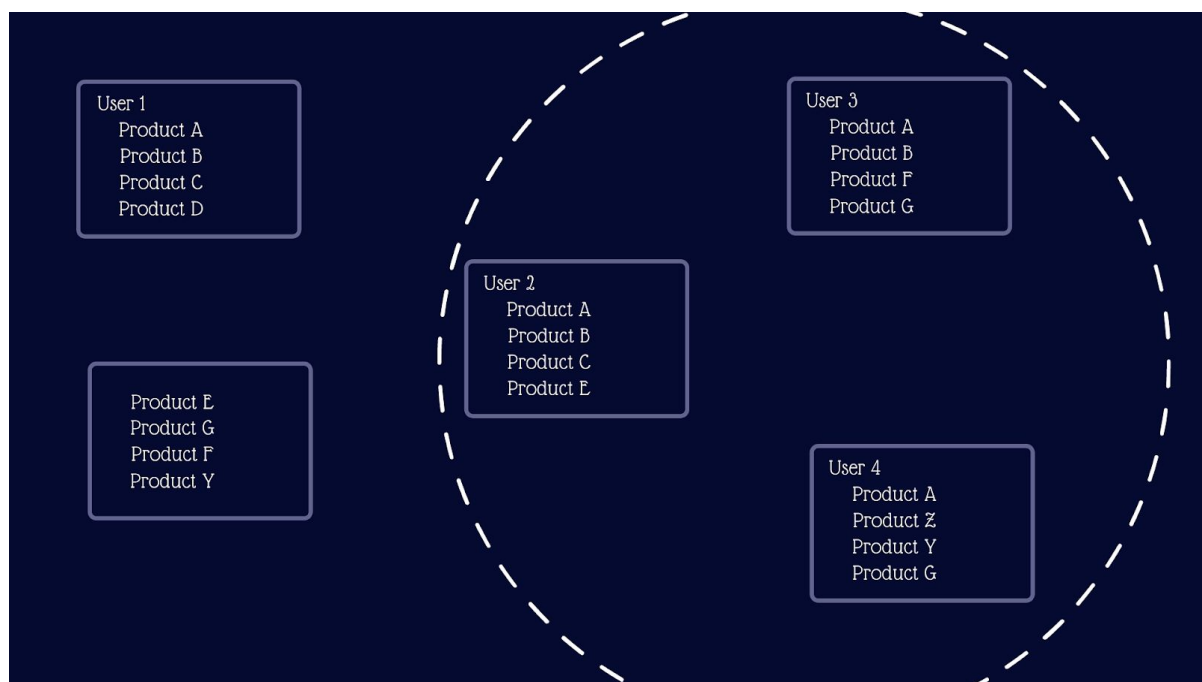 User 1
Product A
Product B
Product C
Product D
Product E
Product G
Product F
Product Y
User 2
Product A
Product B
Product C
Product E
User 3
Product A
Product B
Product F
Product G
User 4
Product A
Product Z
Product Y
Product G